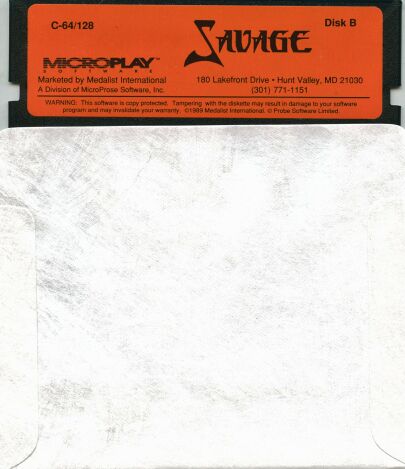 C-64/128
SAVAGE
Disk B
MICROPLAY™
SOFTWARE
Marketed by Medalist International
A Division of MicroProse Software, Inc.
180 Lakefront Drive • Hunt Valley, MD 21030
(301) 771-1151
WARNING: This software is copy protected. Tampering with the diskette may result in damage to your software
program and may invalidate your warranty. ©1989 Medalist International. © Probe Software Limited.